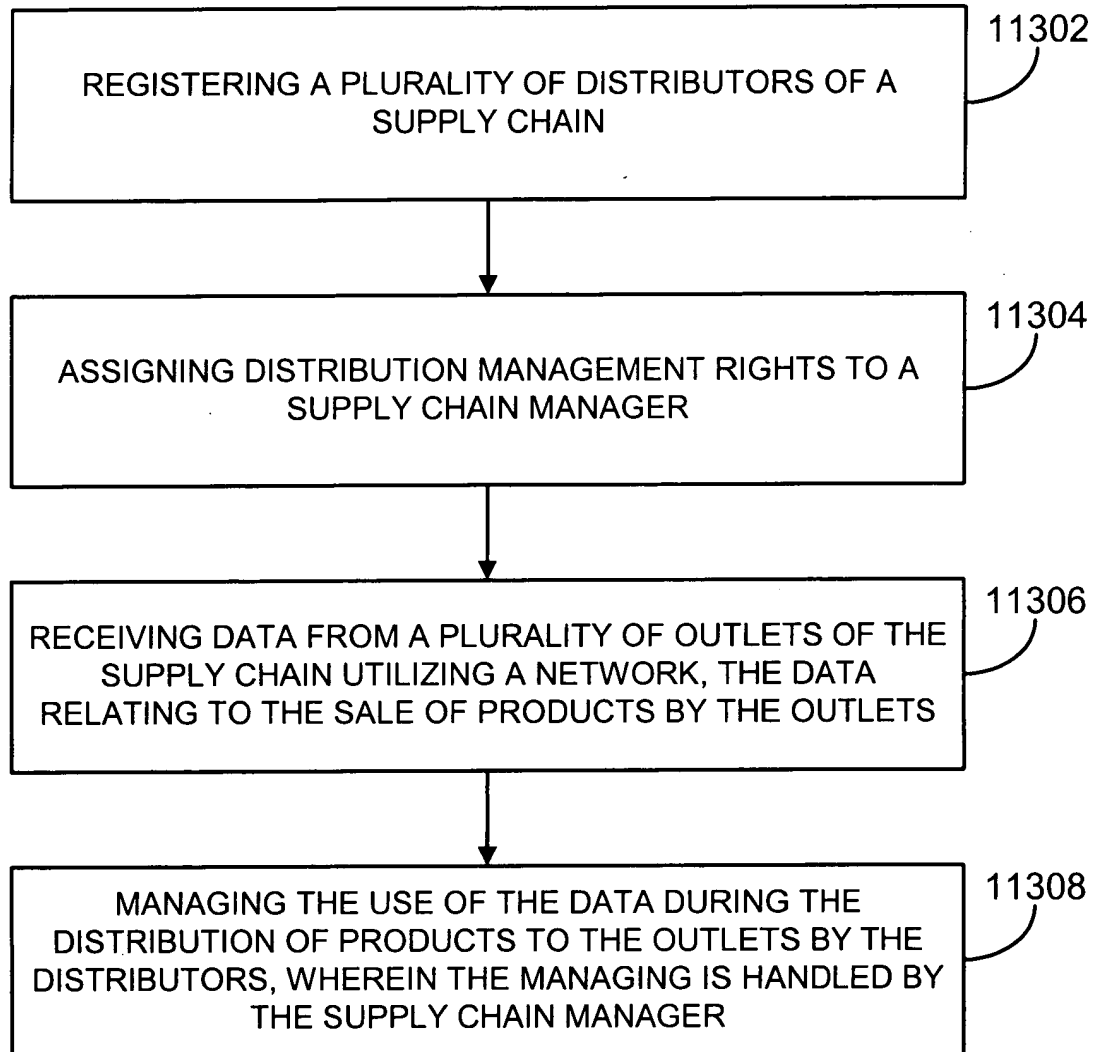 11302
REGISTERING A PLURALITY OF DISTRIBUTORS OF A
SUPPLY CHAIN
11304
ASSIGNING DISTRIBUTION MANAGEMENT RIGHTS TO A
SUPPLY CHAIN MANAGER
11306
RECEIVING DATA FROM A PLURALITY OF OUTLETS OF THE
SUPPLY CHAIN UTILIZING A NETWORK, THE DATA
RELATING TO THE SALE OF PRODUCTS BY THE OUTLETS
11308
MANAGING THE USE OF THE DATA DURING THE
DISTRIBUTION OF PRODUCTS TO THE OUTLETS BY THE
DISTRIBUTORS, WHEREIN THE MANAGING IS HANDLED BY
THE SUPPLY CHAIN MANAGER